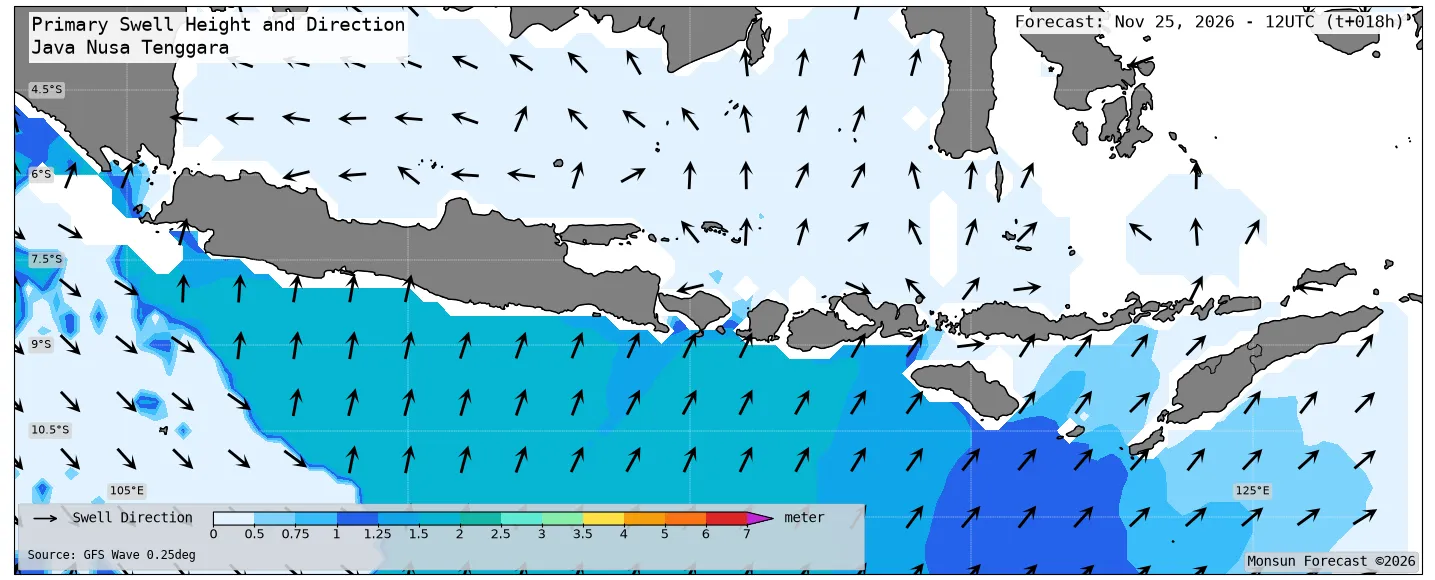 Primary Swell Height and Direction
Java Nusa Tenggara
Forecast: Nov 25, 2026 - 12UTC (t+018h)
4.5°S
6°S
7.5°S
9°S
10.5°S
105°E
125°E
Swell Direction
0 0.5 0.75 1 1.25 1.5 2 2.5 3 3.5 4 5 6 7
meter
Source: GFS Wave 0.25deg
Monsun Forecast ©2026